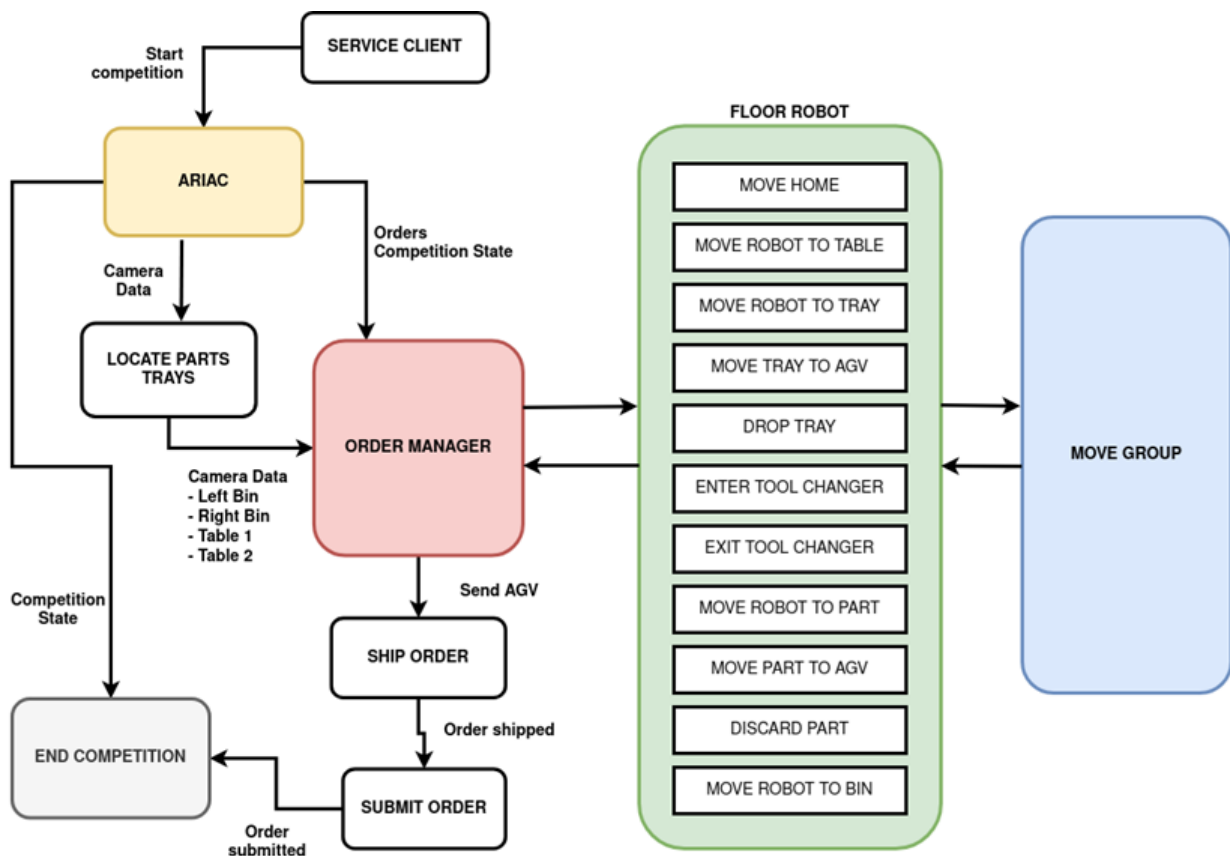 SERVICE CLIENT
Start
competition
ARIAC
Orders
Competition State
Camera
Data
LOCATE PARTS
TRAYS
ORDER MANAGER
Camera Data
- Left Bin
- Right Bin
- Table 1
- Table 2
Send AGV
SHIP ORDER
Competition
State
Order shipped
END COMPETITION
SUBMIT ORDER
Order
submitted
FLOOR ROBOT
MOVE HOME
MOVE ROBOT TO TABLE
MOVE ROBOT TO TRAY
MOVE TRAY TO AGV
DROP TRAY
ENTER TOOL CHANGER
EXIT TOOL CHANGER
MOVE ROBOT TO PART
MOVE PART TO AGV
DISCARD PART
MOVE ROBOT TO BIN
MOVE GROUP